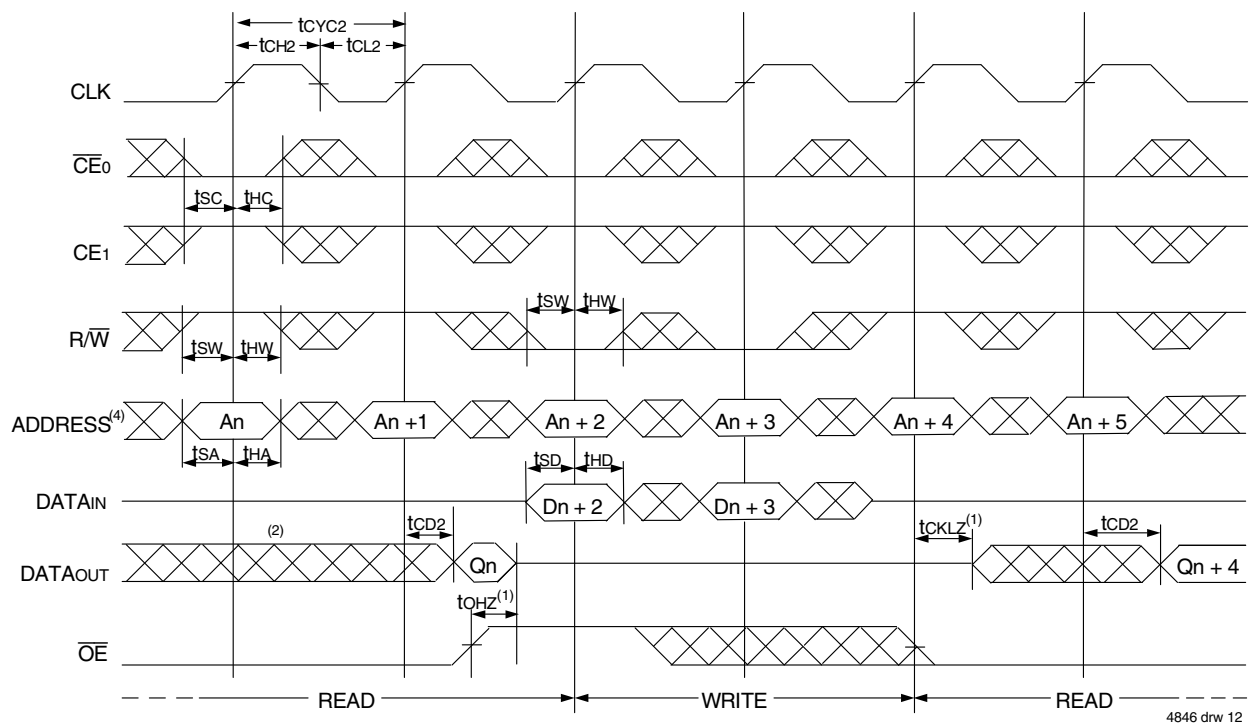 tCYC2
tCH2 tCL2
CLK
CE0
tSC tHC
CE1
tSW tHW
R/W
tSW tHW
ADDRESS(4) An An +1 An + 2 An + 3 An + 4 An + 5
tSA tHA tSD tHD
DATAIN Dn + 2 Dn + 3
(2) tCD2 tCKLZ(1) tCD2
DATAOUT Qn Qn + 4
tOHZ(1)
OE
READ WRITE READ
4846 drw 12